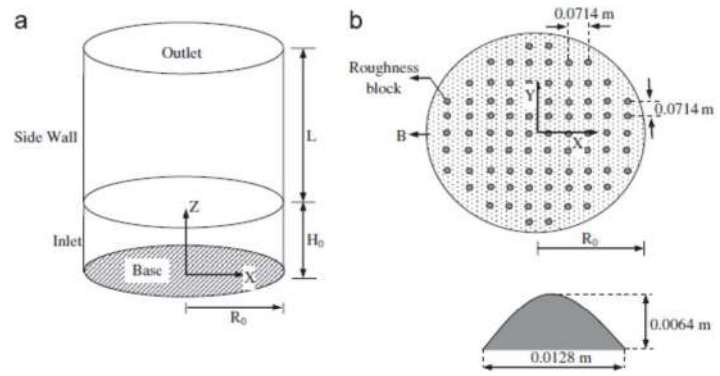 a
Outlet
Side Wall
L
Z
Inlet
H₀
Base
X
R₀
b
0.0714 m
Roughness
block
Y
0.0714 m
B
X
R₀
0.0064 m
0.0128 m